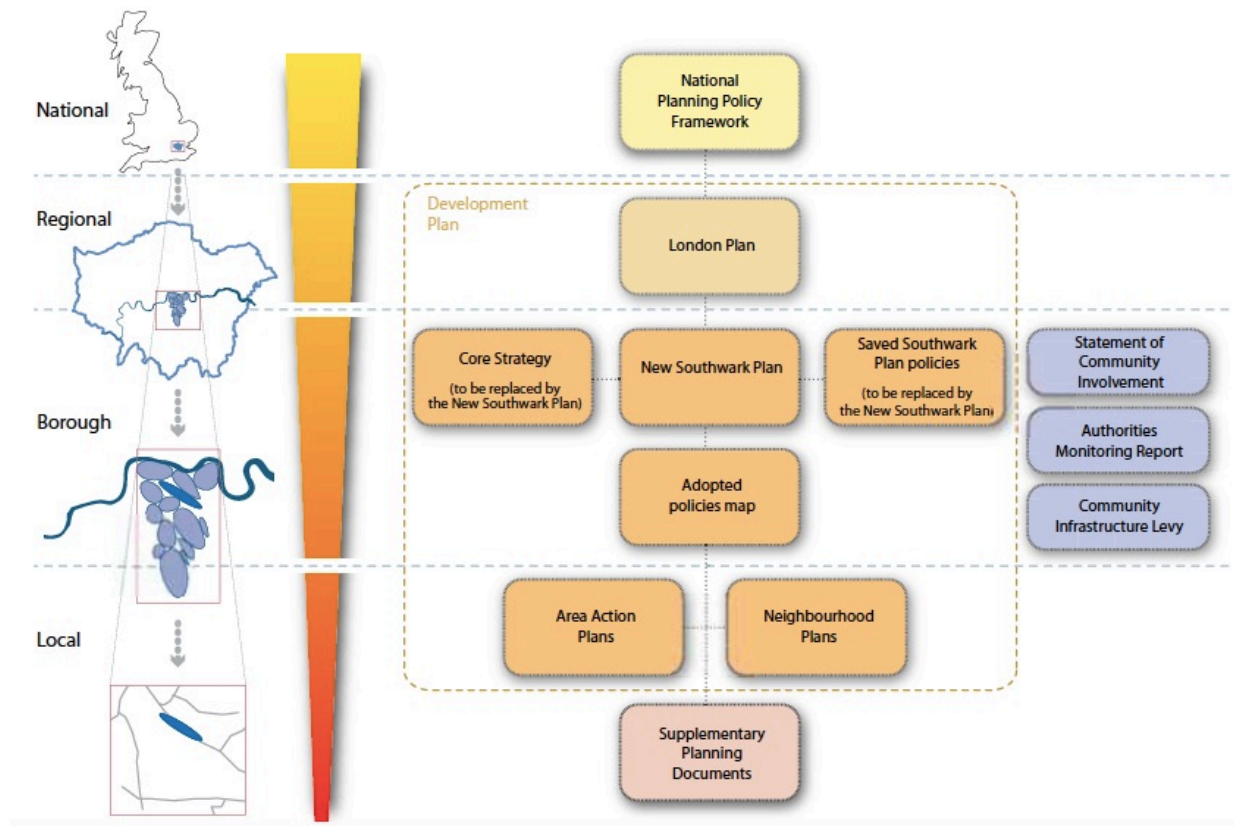 National
National
Planning Policy
Framework
Regional
Development
Plan
London Plan
Core Strategy
(to be replaced by
the New Southwark Plan)
New Southwark Plan
Saved Southwark
Plan policies
(to be replaced by
the New Southwark Plan)
Statement of
Community
Involvement
Borough
Authorities
Monitoring Report
Adopted
policies map
Community
Infrastructure Levy
Local
Area Action
Plans
Neighbourhood
Plans
Supplementary
Planning
Documents